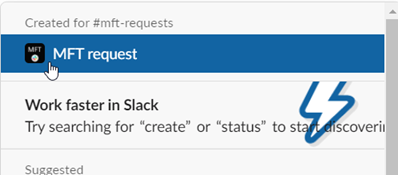 Created for #mft-requests
MFT
MFT request
Work faster in Slack
Try searching for “create” or “status” to start discoverin
Suggested